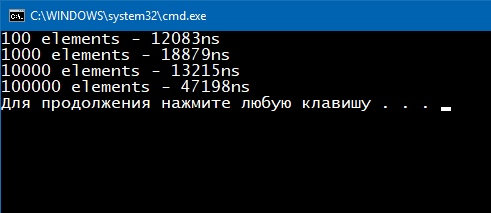 C:\WINDOWS\system32\cmd.exe
100 elements - 12083ns
1000 elements - 18879ns
10000 elements - 13215ns
100000 elements - 47198ns
Для продолжения нажмите любую клавишу . . .